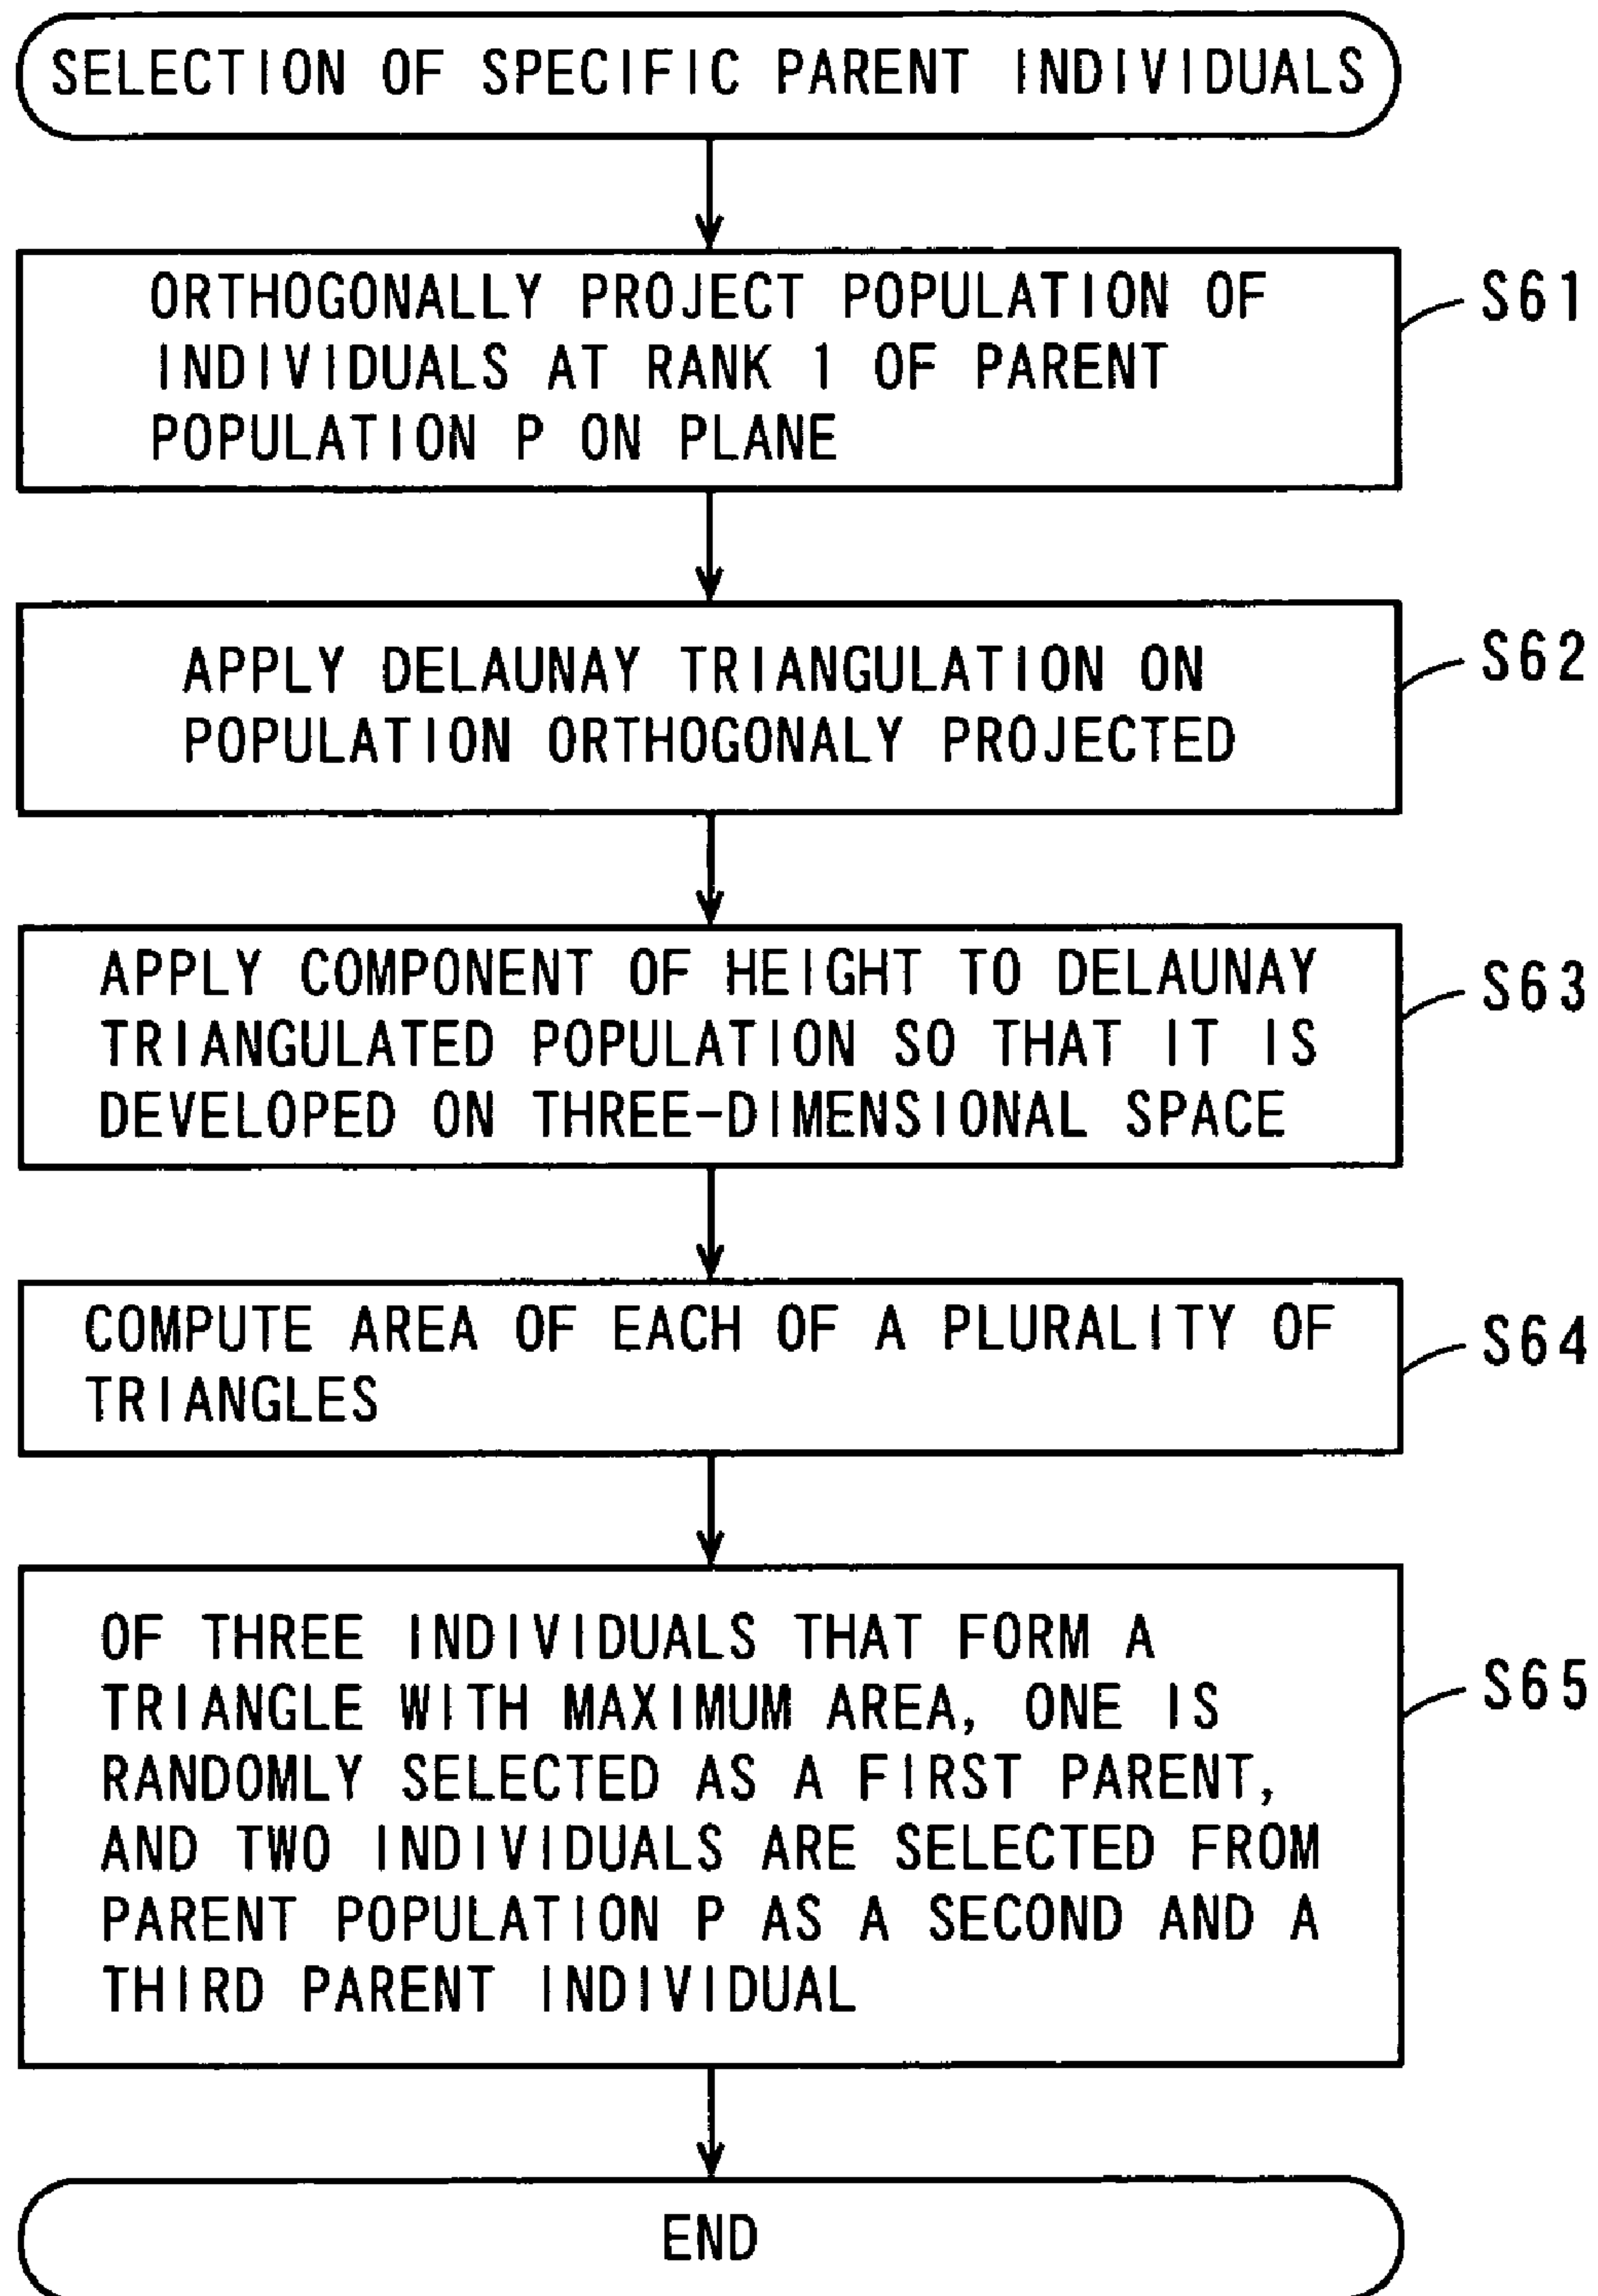 SELECTION OF SPECIFIC PARENT INDIVIDUALS
ORTHOGONALLY PROJECT POPULATION OF
INDIVIDUALS AT RANK 1 OF PARENT
POPULATION P ON PLANE
S61
APPLY DELAUNAY TRIANGULATION ON
POPULATION ORTHOGONALY PROJECTED
S62
APPLY COMPONENT OF HEIGHT TO DELAUNAY
TRIANGULATED POPULATION SO THAT IT IS
DEVELOPED ON THREE-DIMENSIONAL SPACE
S63
COMPUTE AREA OF EACH OF A PLURALITY OF
TRIANGLES
S64
OF THREE INDIVIDUALS THAT FORM A
TRIANGLE WITH MAXIMUM AREA, ONE IS
RANDOMLY SELECTED AS A FIRST PARENT,
AND TWO INDIVIDUALS ARE SELECTED FROM
PARENT POPULATION P AS A SECOND AND A
THIRD PARENT INDIVIDUAL
S65
END